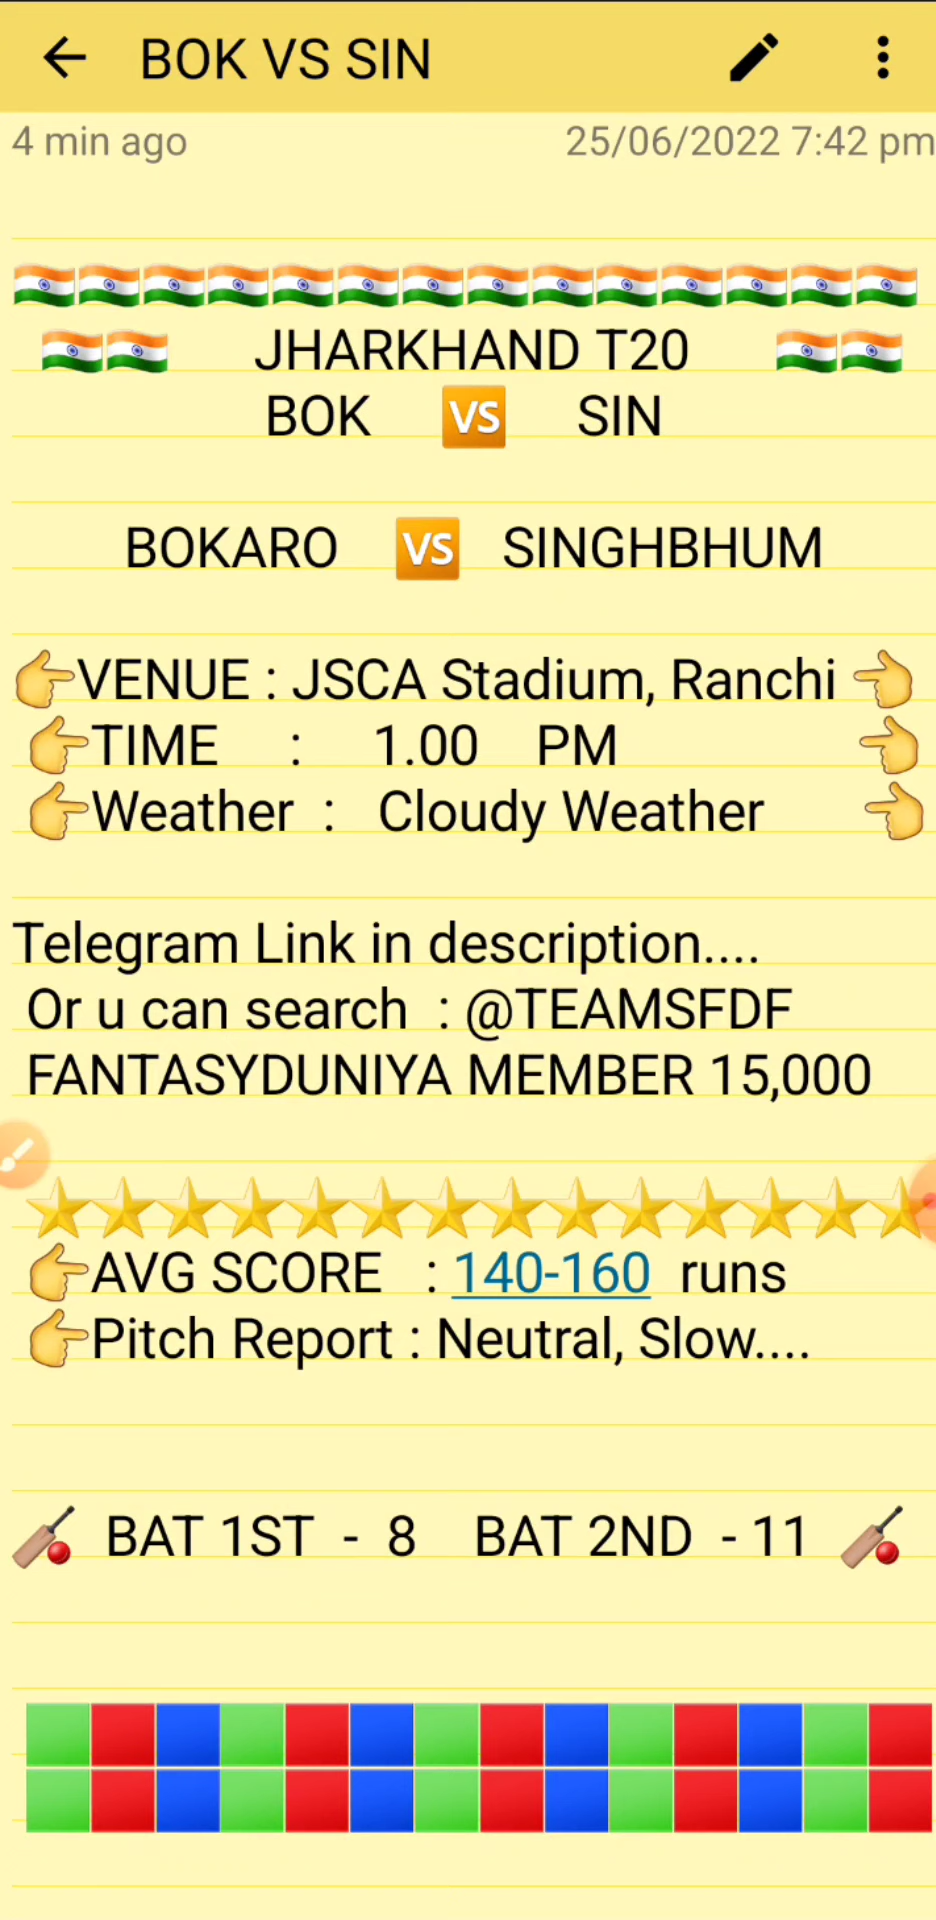 BOK VS SIN
4 min ago 25/06/2022 7:42 pm
JHARKHAND T20
BOK 🆚 SIN
BOKARO 🆚 SINGHBHUM
👉VENUE : JSCA Stadium, Ranchi👈
👉TIME : 1.00 PM 👈
👉Weather : Cloudy Weather 👈
Telegram Link in description....
Or u can search : @TEAMSFDF
FANTASYDUNIYA MEMBER 15,000
👉AVG SCORE : 140-160 runs
👉Pitch Report : Neutral, Slow....
🏏 BAT 1ST - 8 BAT 2ND - 11 🏏